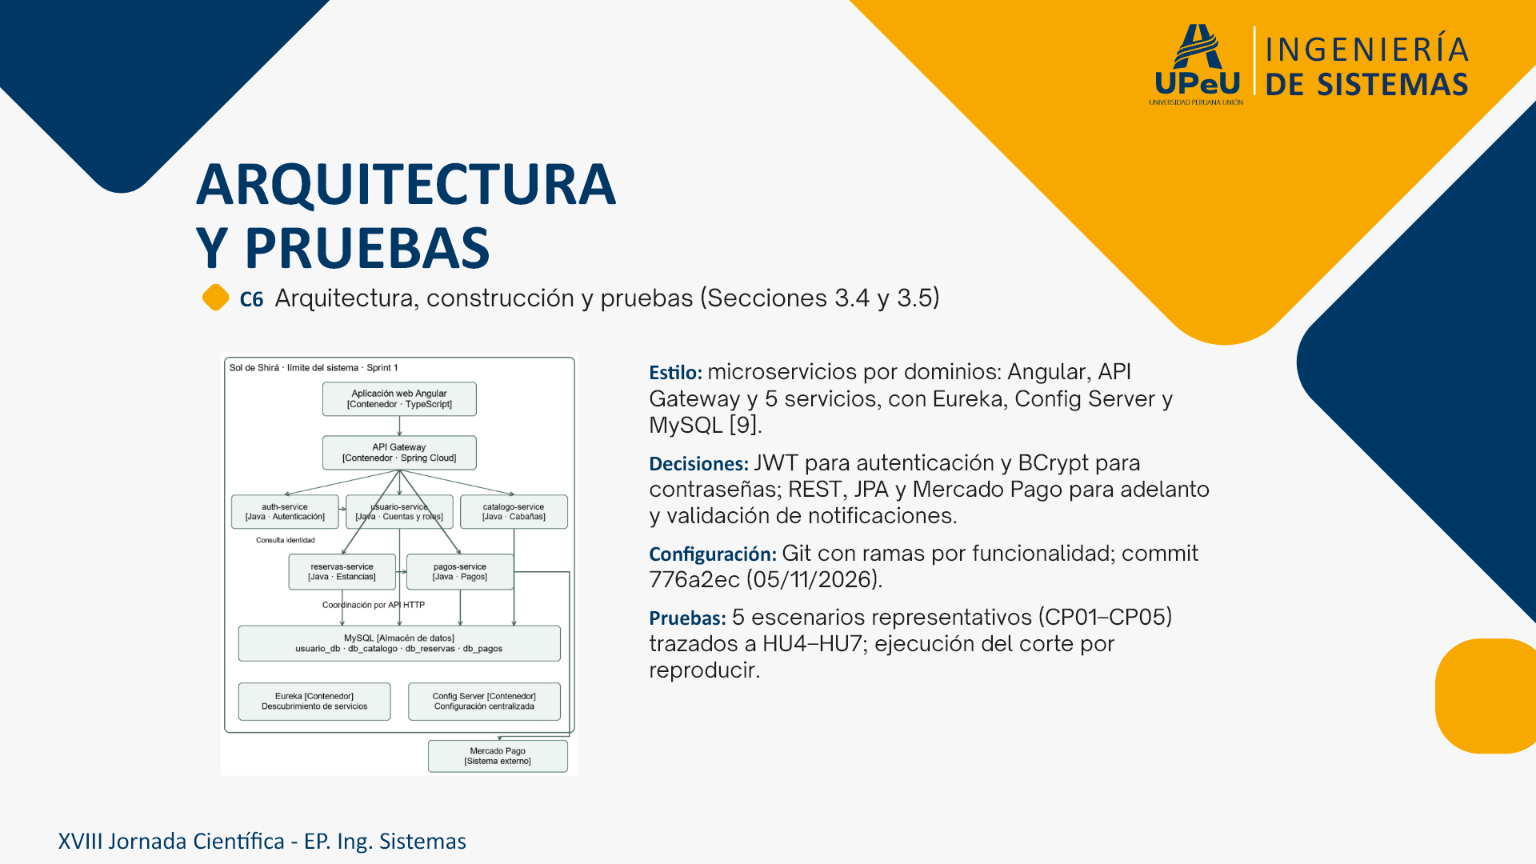 UPeU
UNIVERSIDAD PERUANA UNIÓN
INGENIERÍA
DE SISTEMAS
ARQUITECTURA
Y PRUEBAS
C6 Arquitectura, construcción y pruebas (Secciones 3.4 y 3.5)
Sol de Shirá · límite del sistema · Sprint 1
Aplicación web Angular
[Contenedor · TypeScript]
API Gateway
[Contenedor · Spring Cloud]
auth-service
[Java · Autenticación]
usuario-service
[Java · Cuentas y roles]
catalogo-service
[Java · Cabañas]
Consulta identidad
reservas-service
[Java · Estancias]
pagos-service
[Java · Pagos]
Coordinación por API HTTP
MySQL [Almacén de datos]
usuario_db · db_catalogo · db_reservas · db_pagos
Eureka [Contenedor]
Descubrimiento de servicios
Config Server [Contenedor]
Configuración centralizada
Mercado Pago
[Sistema externo]
Estilo: microservicios por dominios: Angular, API
Gateway y 5 servicios, con Eureka, Config Server y
MySQL [9].
Decisiones: JWT para autenticación y BCrypt para
contraseñas; REST, JPA y Mercado Pago para adelanto
y validación de notificaciones.
Configuración: Git con ramas por funcionalidad; commit
776a2ec (05/11/2026).
Pruebas: 5 escenarios representativos (CP01–CP05)
trazados a HU4–HU7; ejecución del corte por
reproducir.
XVIII Jornada Científica - EP. Ing. Sistemas